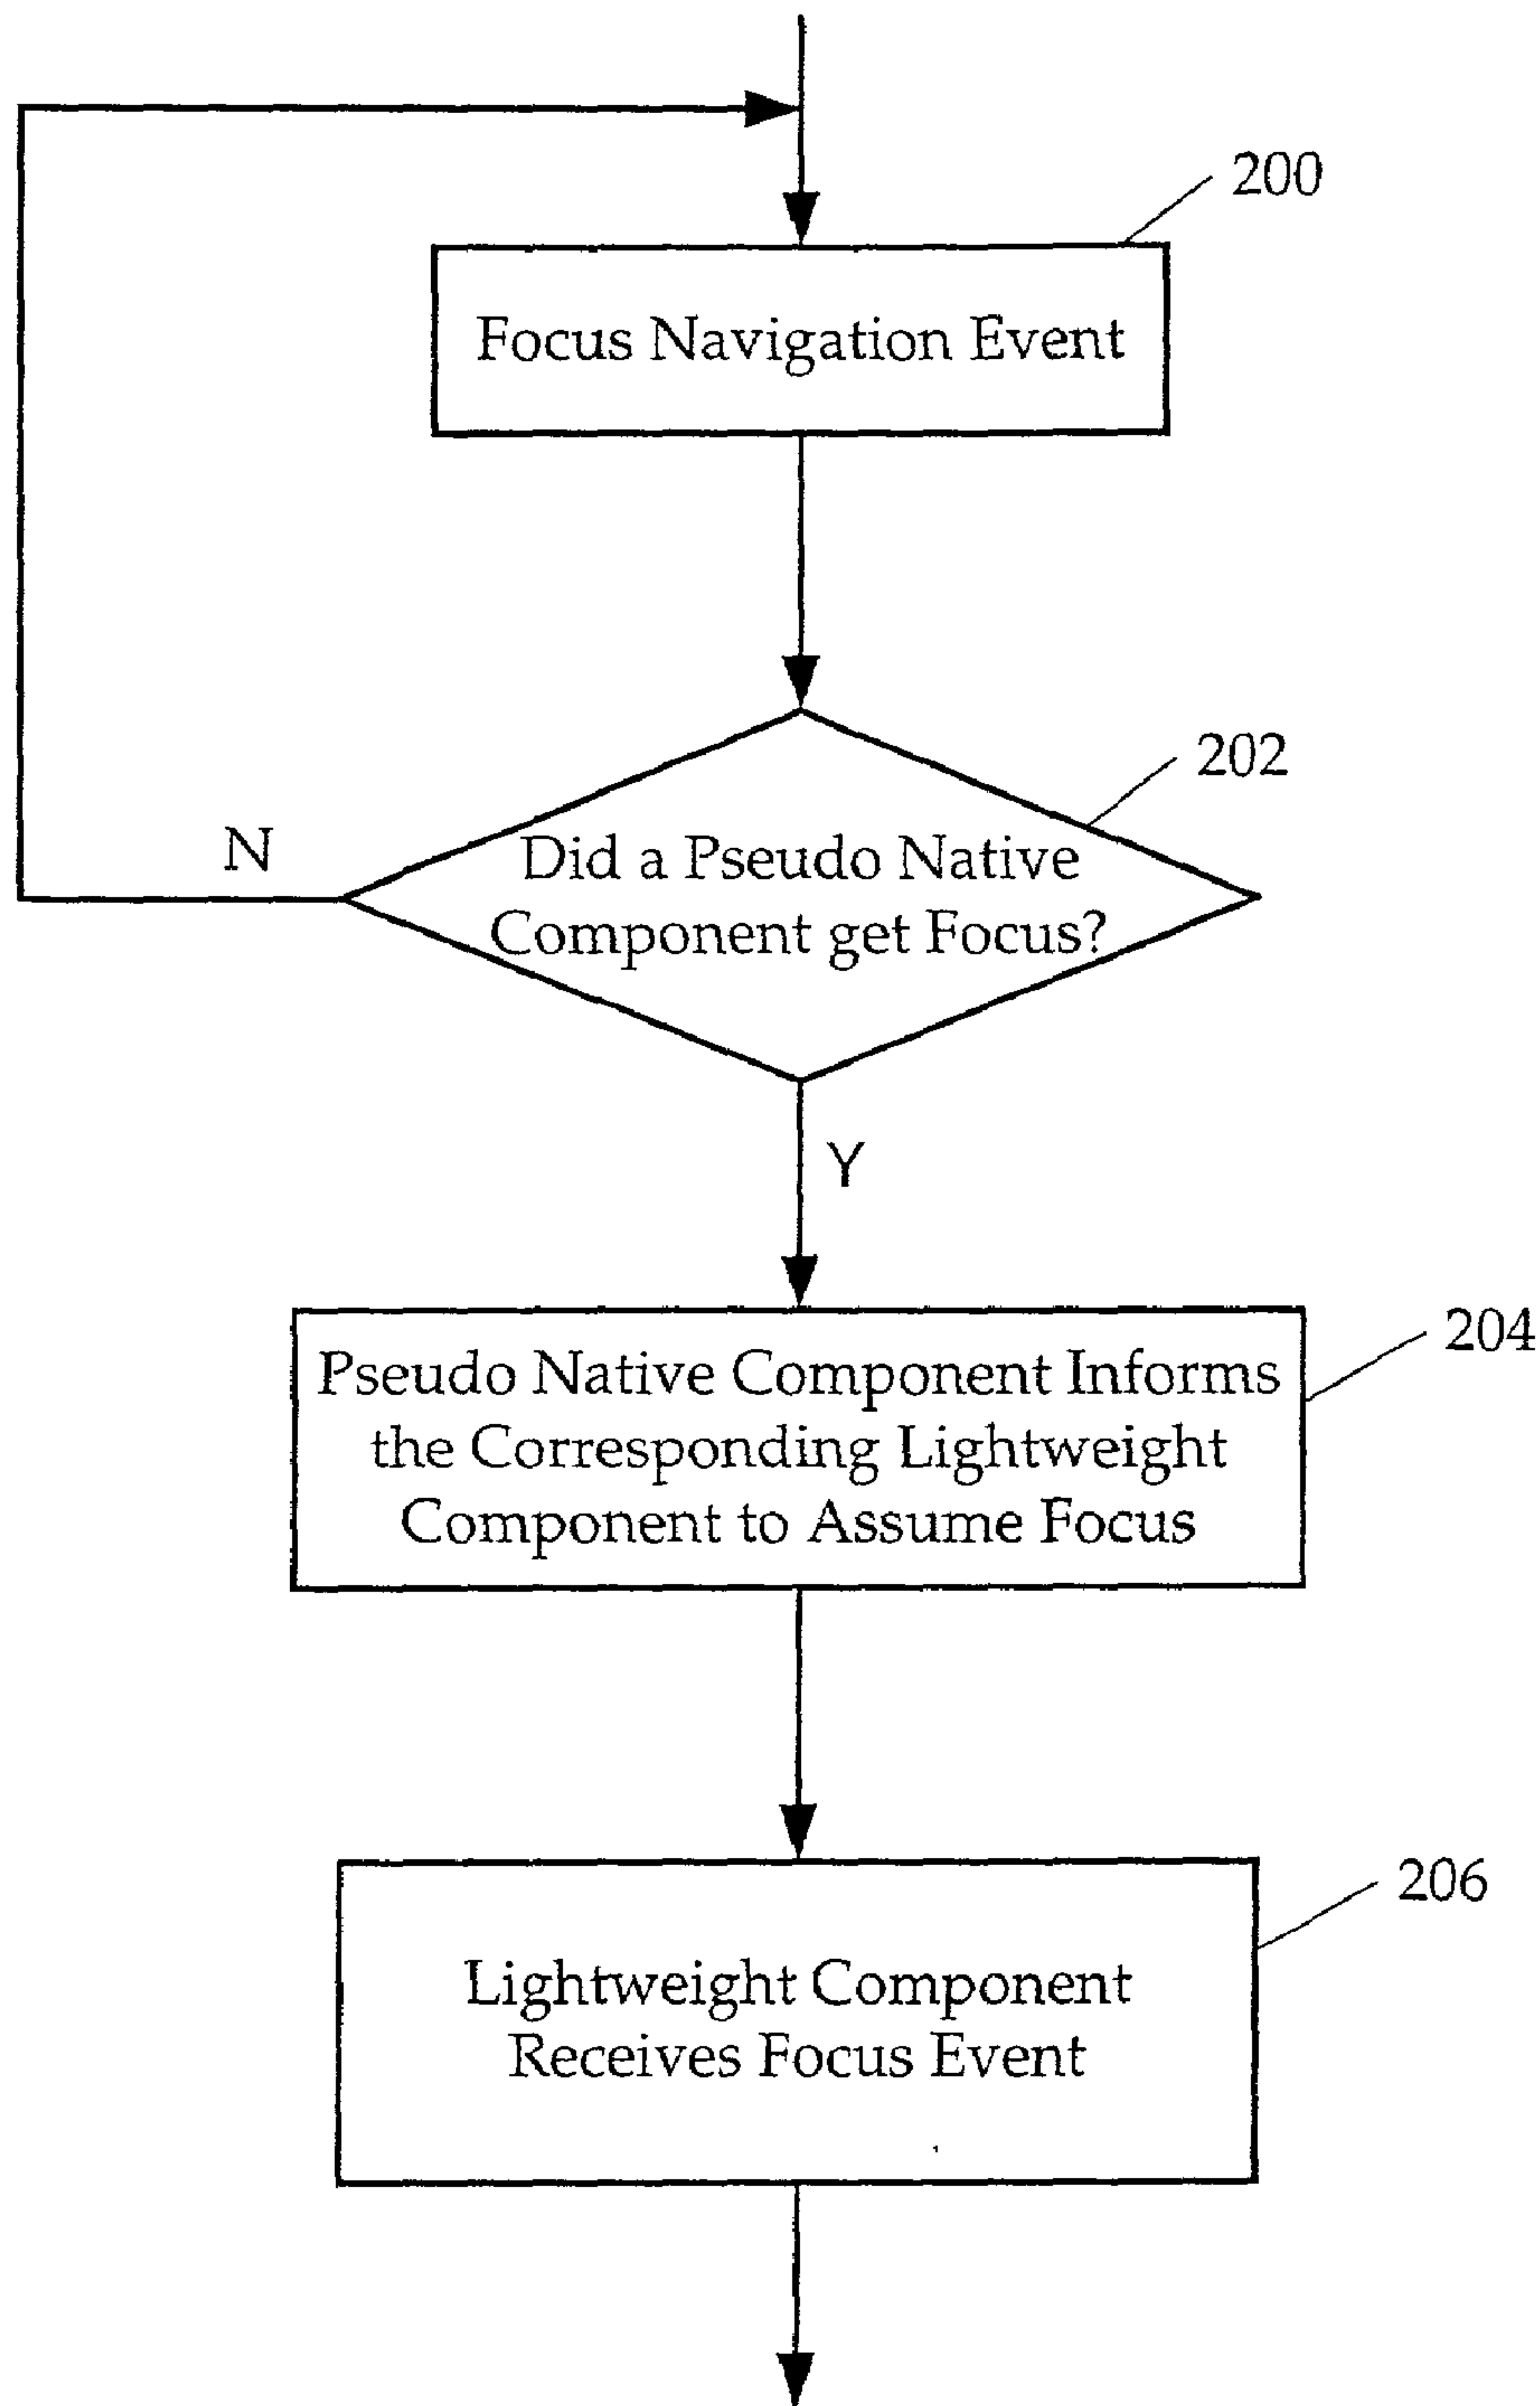 200
Focus Navigation Event
202
N
Did a Pseudo Native
Component get Focus?
Y
204
Pseudo Native Component Informs
the Corresponding Lightweight
Component to Assume Focus
206
Lightweight Component
Receives Focus Event